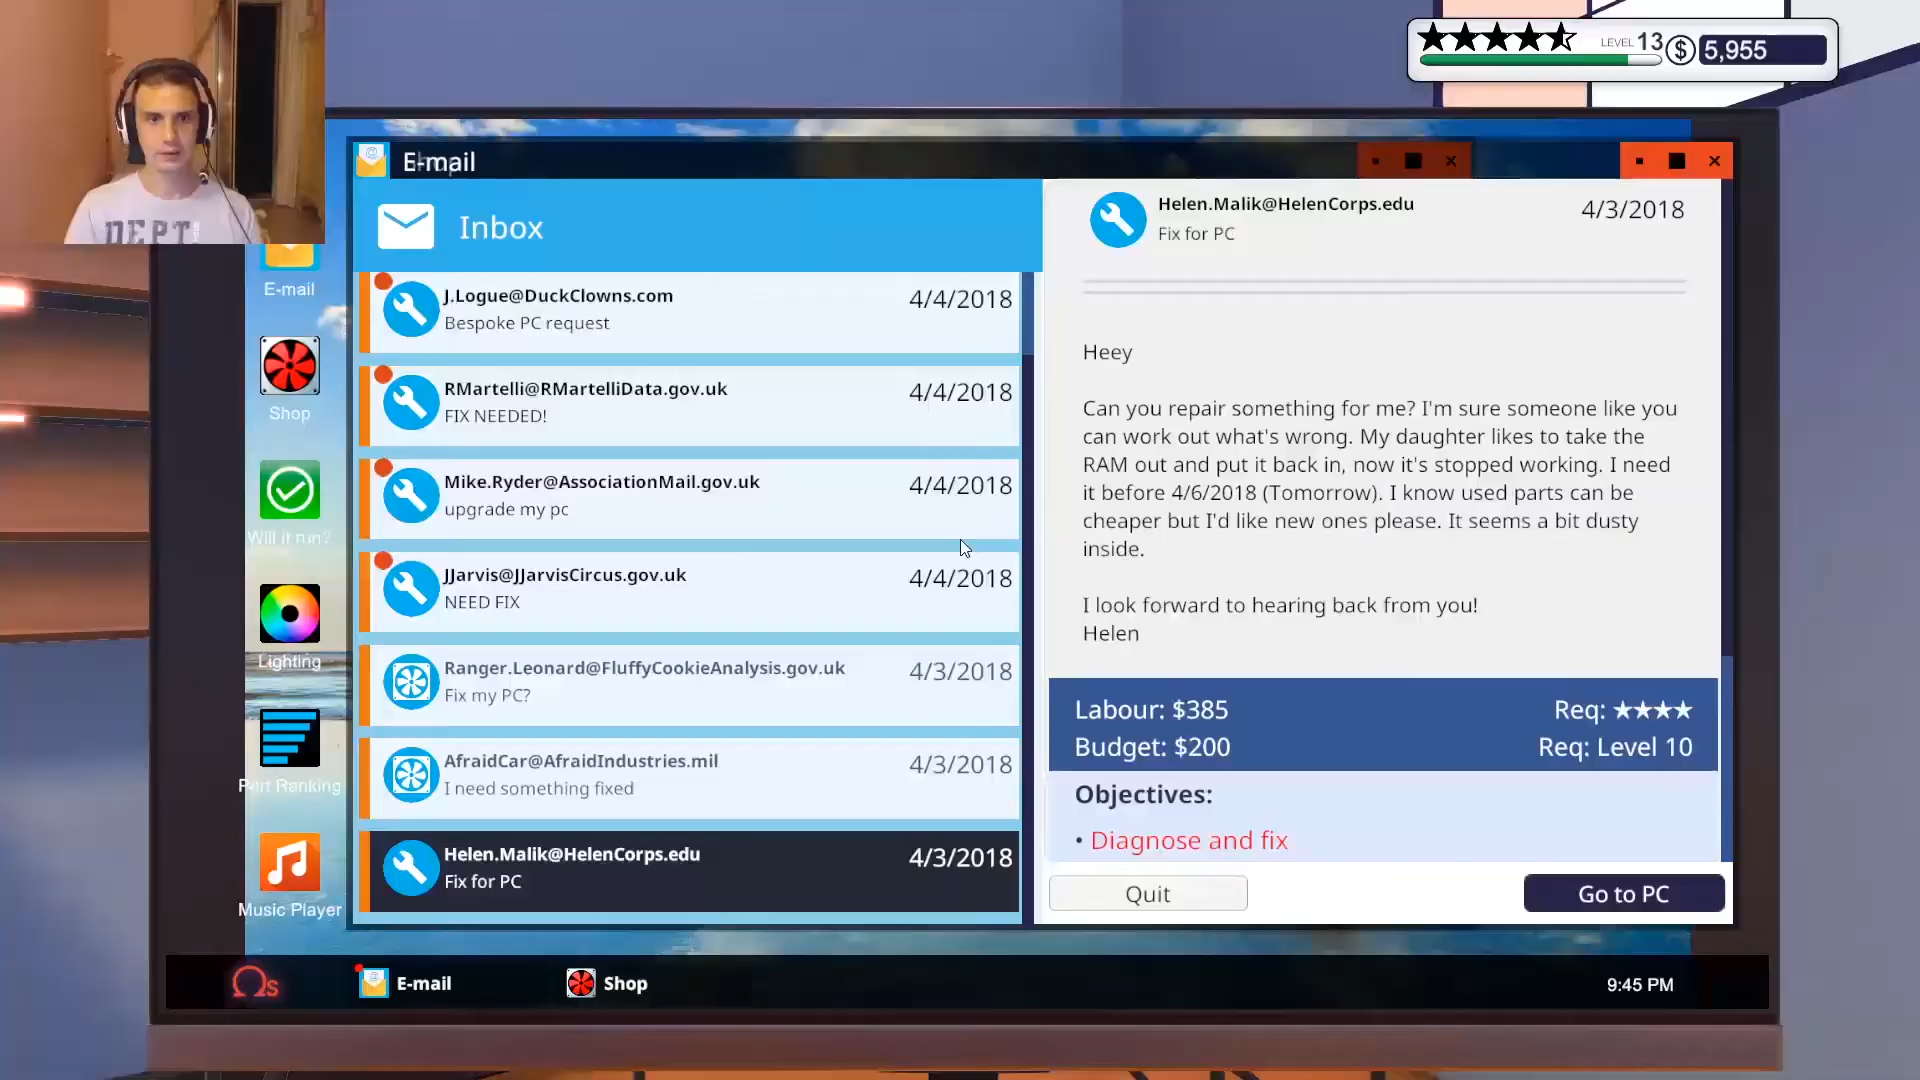 LEVEL 13
$ 5,955
E-mail
Inbox
J.Logue@DuckClowns.com
4/4/2018
Bespoke PC request
RMartelli@RMartelliData.gov.uk
4/4/2018
FIX NEEDED!
Mike.Ryder@AssociationMail.gov.uk
4/4/2018
upgrade my pc
JJarvis@JJarvisCircus.gov.uk
4/4/2018
NEED FIX
Ranger.Leonard@FluffyCookieAnalysis.gov.uk
4/3/2018
Fix my PC?
AfraidCar@AfraidIndustries.mil
4/3/2018
I need something fixed
Helen.Malik@HelenCorps.edu
4/3/2018
Fix for PC
Helen.Malik@HelenCorps.edu
4/3/2018
Fix for PC
Heey
Can you repair something for me? I'm sure someone like you
can work out what's wrong. My daughter likes to take the
RAM out and put it back in, now it's stopped working. I need
it before 4/6/2018 (Tomorrow). I know used parts can be
cheaper but I'd like new ones please. It seems a bit dusty
inside.
I look forward to hearing back from you!
Helen
Labour: $385
Req: ★★★★
Budget: $200
Req: Level 10
Objectives:
• Diagnose and fix
Quit
Go to PC
E-mail
Shop
Will it run?
Lighting
Part Ranking
Music Player
Ωs
E-mail
Shop
9:45 PM
DEPT